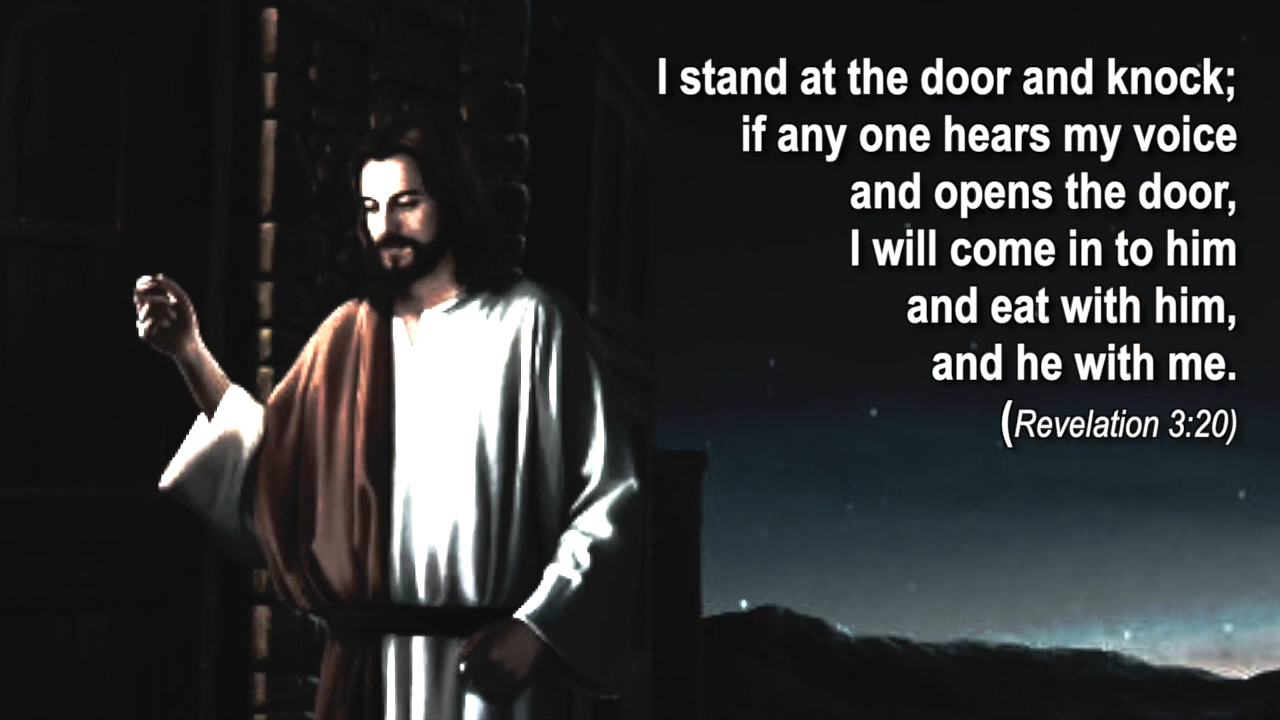 I stand at the door and knock;
if any one hears my voice
and opens the door,
I will come in to him
and eat with him,
and he with me.
(Revelation 3:20)